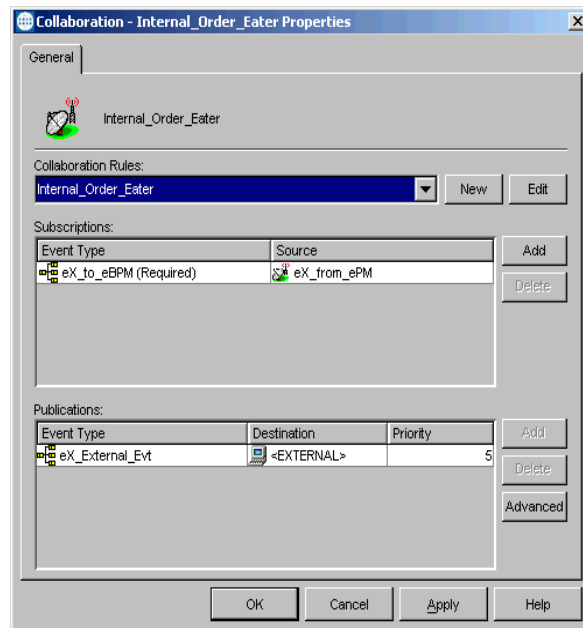 Collaboration - Internal_Order_Eater Properties
General
Internal_Order_Eater
Collaboration Rules:
Internal_Order_Eater New Edit
Subscriptions:
Event Type Source Add
eX_to_eBPM (Required) eX_from_ePM
Delete
Publications:
Event Type Destination Priority Add
eX_External_Evt <EXTERNAL> 5
Delete
Advanced
OK Cancel Apply Help